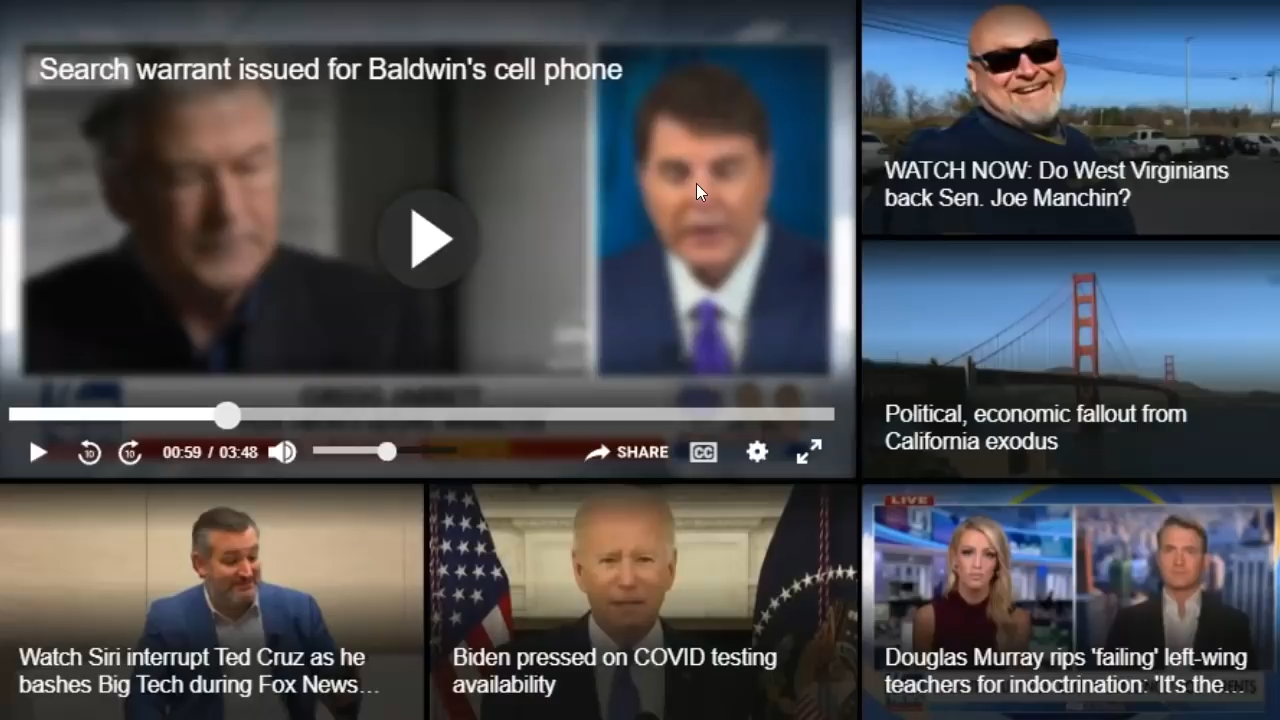 Search warrant issued for Baldwin's cell phone
10
10
00:59 / 03:48
SHARE
CC
WATCH NOW: Do West Virginians
back Sen. Joe Manchin?
Political, economic fallout from
California exodus
Watch Siri interrupt Ted Cruz as he
bashes Big Tech during Fox News...
Biden pressed on COVID testing
availability
LIVE
Douglas Murray rips 'failing' left-wing
teachers for indoctrination: 'It's the...